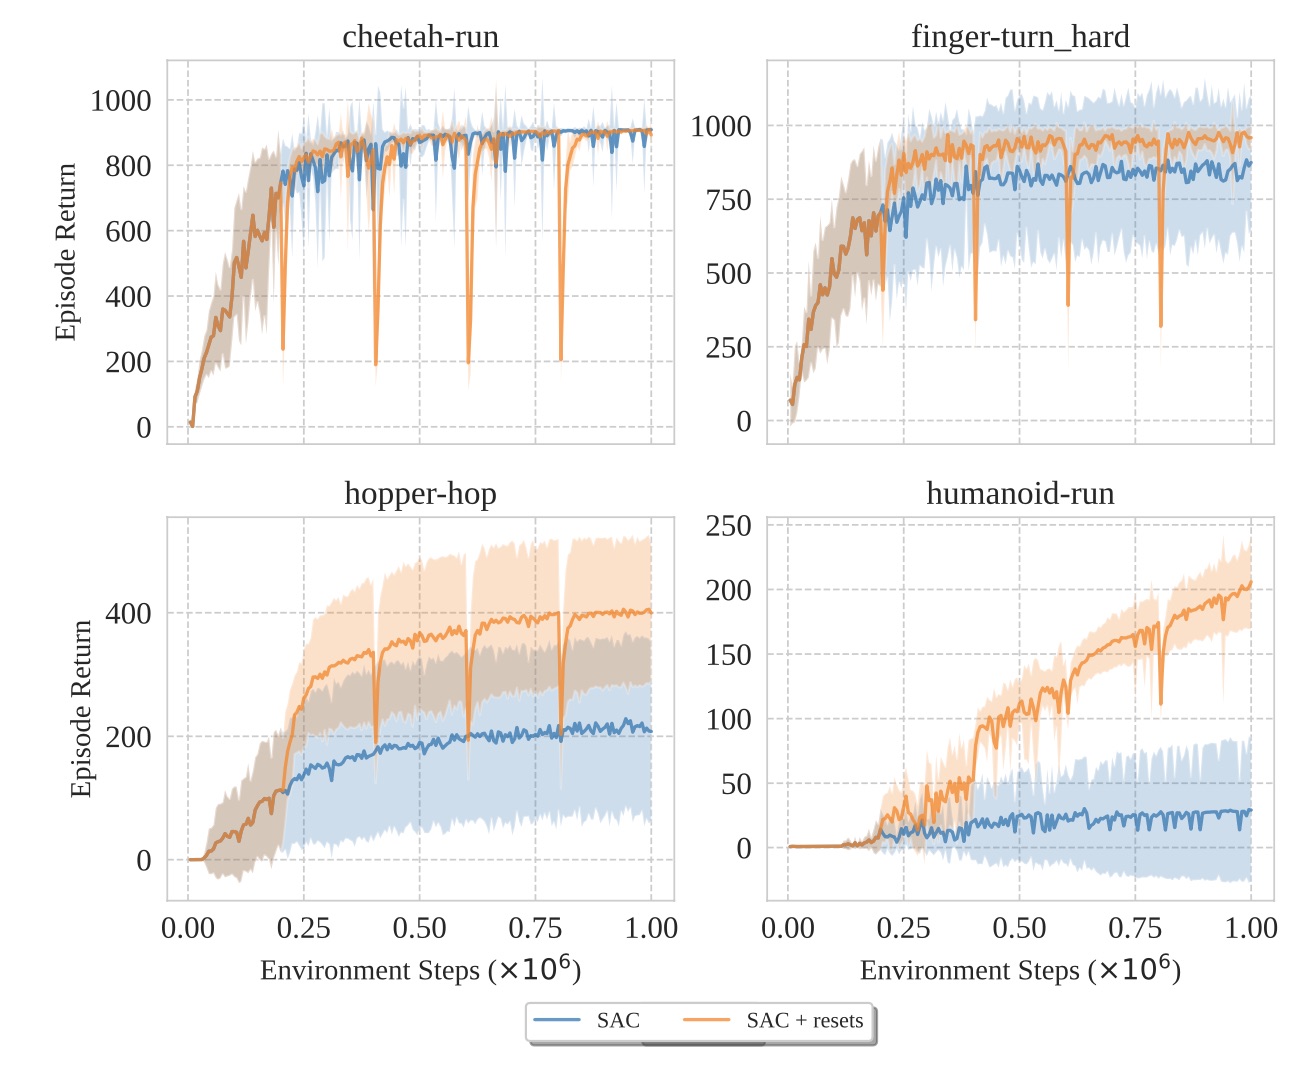 cheetah-run
finger-turn_hard
Episode Return
1000
800
600
400
200
0
1000
750
500
250
0
hopper-hop
humanoid-run
Episode Return
400
200
0
250
200
150
100
50
0
0.00 0.25 0.50 0.75 1.00
0.00 0.25 0.50 0.75 1.00
Environment Steps (×10⁶)
Environment Steps (×10⁶)
SAC
SAC + resets